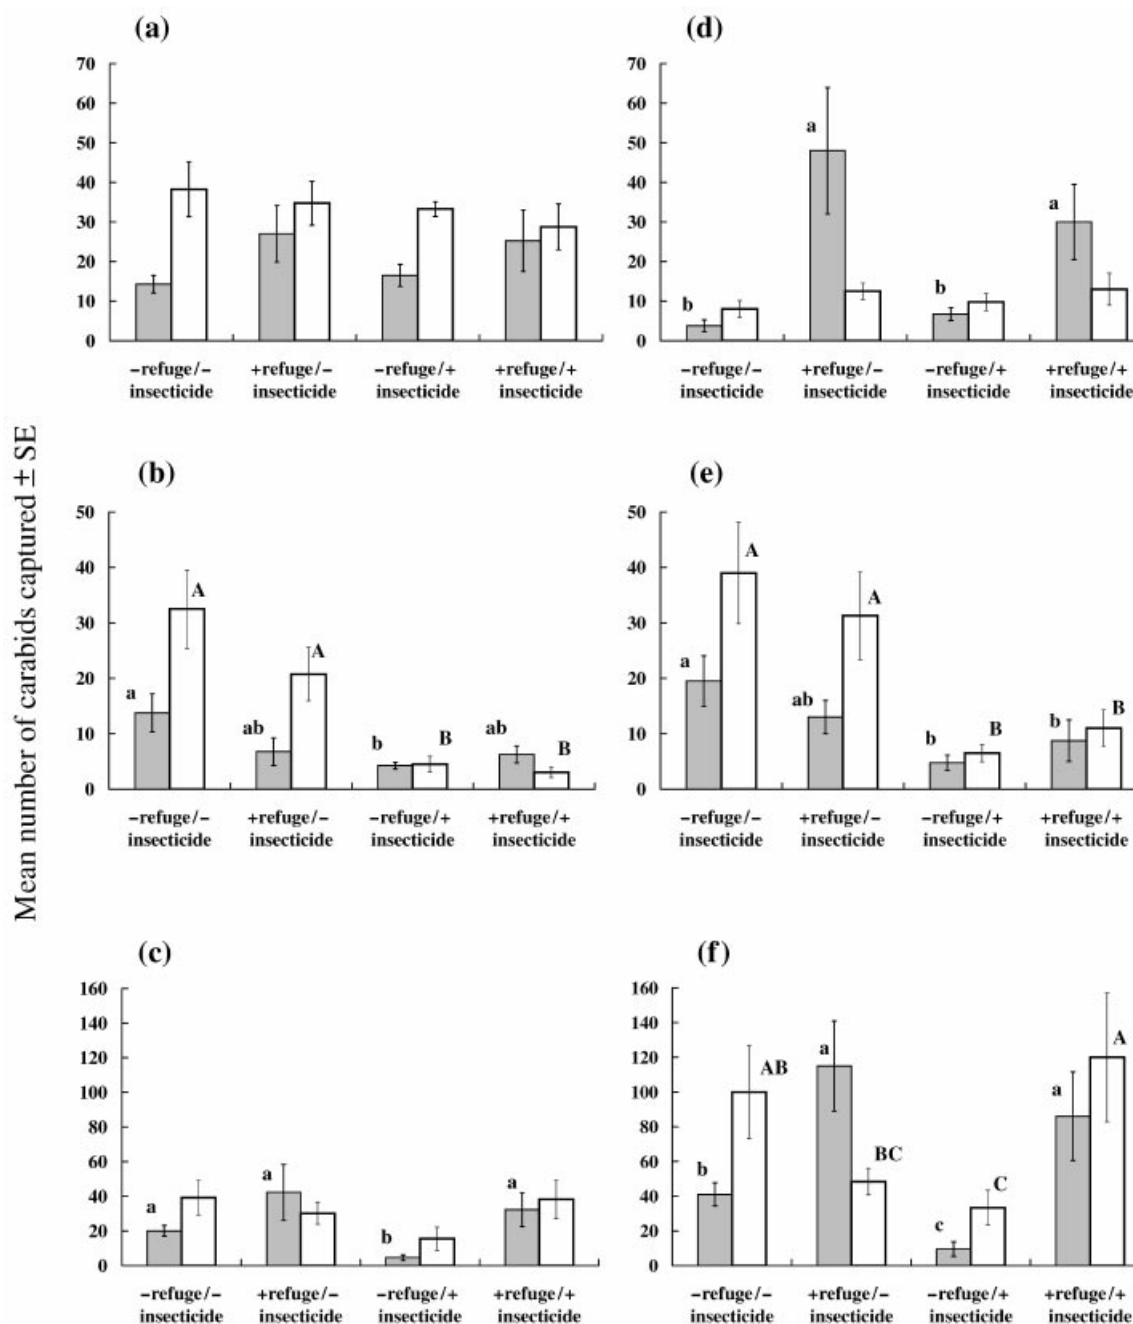 Mean number of carabids captured ± SE
(a)
70
60
50
40
30
20
10
0
−refuge/− +refuge/− −refuge/+ +refuge/+
insecticide insecticide insecticide insecticide
(d)
70
60
50
40
30
20
10
0
b a b a
−refuge/− +refuge/− −refuge/+ +refuge/+
insecticide insecticide insecticide insecticide
(b)
50
40
30
20
10
0
a A ab A b B ab B
−refuge/− +refuge/− −refuge/+ +refuge/+
insecticide insecticide insecticide insecticide
(e)
50
40
30
20
10
0
a A ab A b B b B
−refuge/− +refuge/− −refuge/+ +refuge/+
insecticide insecticide insecticide insecticide
(c)
160
140
120
100
80
60
40
20
0
a a b a
−refuge/− +refuge/− −refuge/+ +refuge/+
insecticide insecticide insecticide insecticide
(f)
160
140
120
100
80
60
40
20
0
b AB a BC c C a A
−refuge/− +refuge/− −refuge/+ +refuge/+
insecticide insecticide insecticide insecticide